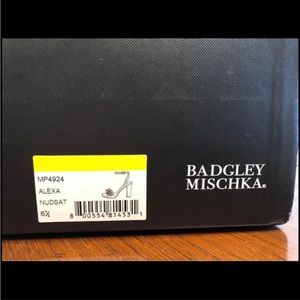 MP4924
ALEXA
NUDSAT
6½
8 00554 81453 1
BADGLEY
MISCHKA®